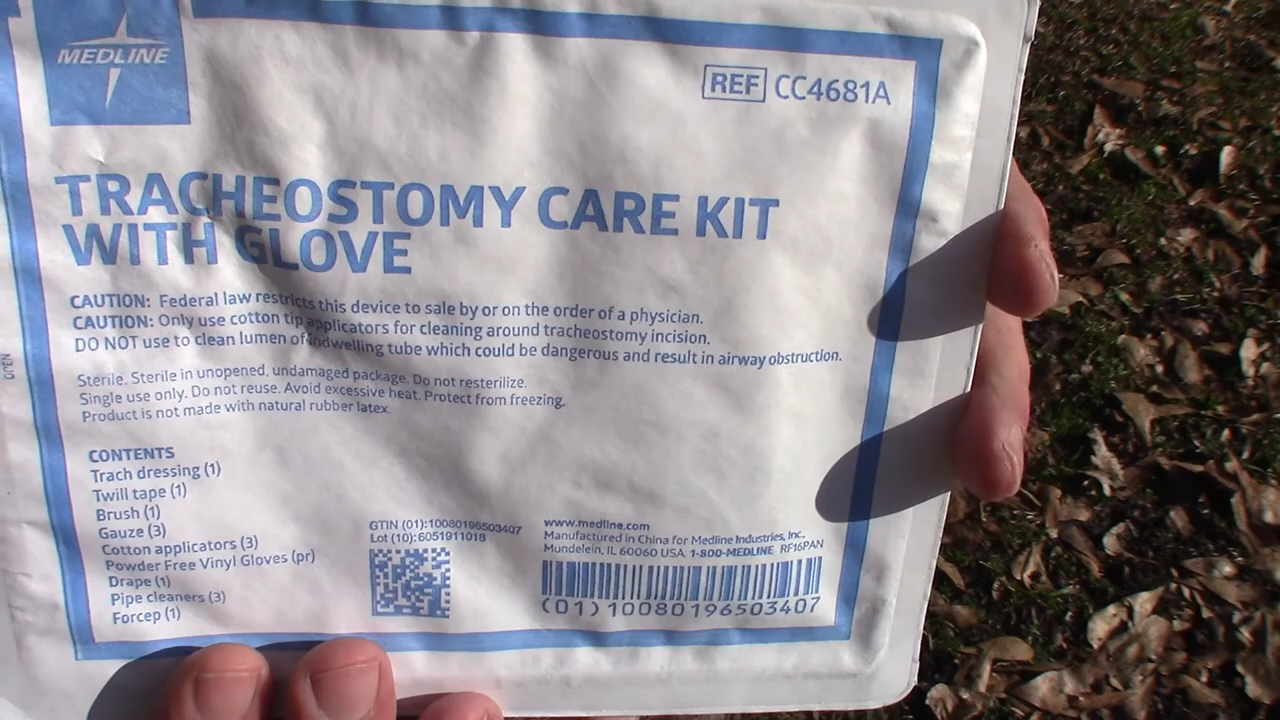 MEDLINE
REF CC4681A
TRACHEOSTOMY CARE KIT
WITH GLOVE
CAUTION: Federal law restricts this device to sale by or on the order of a physician.
CAUTION: Only use cotton tip applicators for cleaning around tracheostomy incision.
DO NOT use to clean lumen of indwelling tube which could be dangerous and result in airway obstruction.
Sterile. Sterile in unopened, undamaged package. Do not resterilize.
Single use only. Do not reuse. Avoid excessive heat. Protect from freezing.
Product is not made with natural rubber latex.
OPEN
CONTENTS
Trach dressing (1)
Twill tape (1)
Brush (1)
Gauze (3)
Cotton applicators (3)
Powder Free Vinyl Gloves (pr)
Drape (1)
Pipe cleaners (3)
Forcep (1)
GTIN (01):10080196503407
Lot (10):6051911016
www.medline.com
Manufactured in China for Medline Industries, Inc.
Mundelein, IL 60060 USA. 1-800-MEDLINE RF16PAN
(01)10080196503407